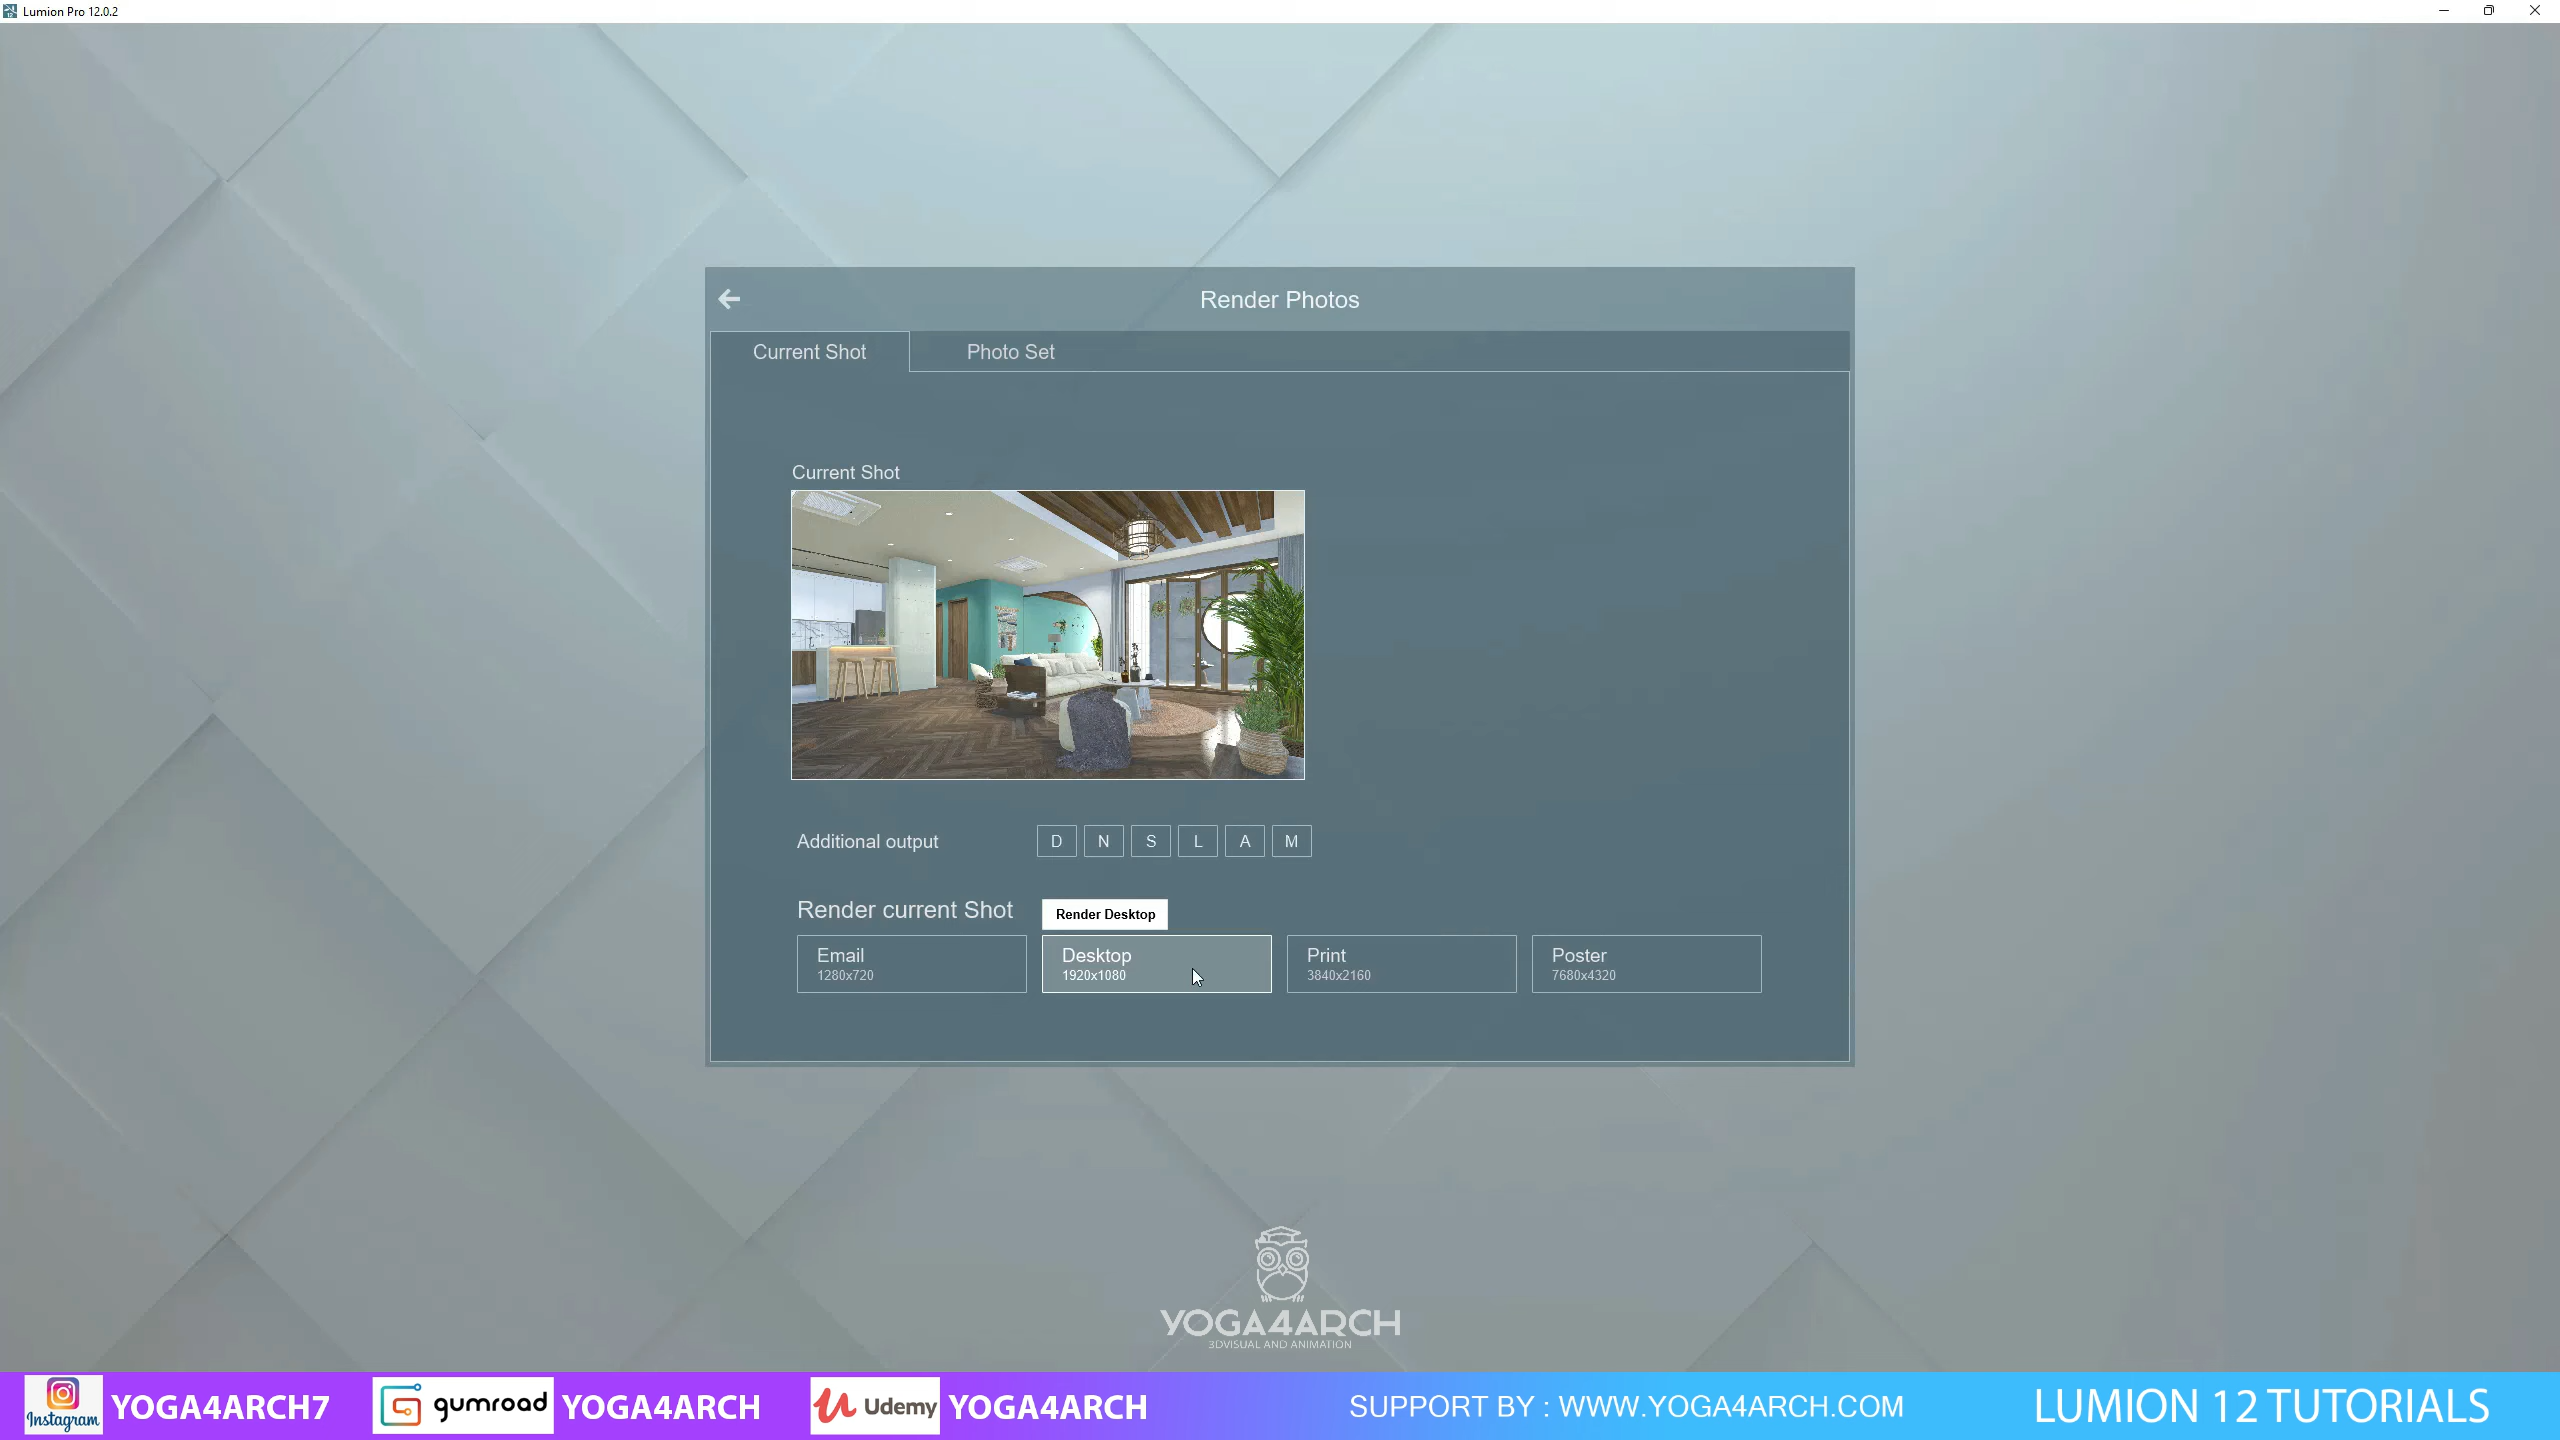 Lumion Pro 12.0.2
Render Photos
Current Shot
Photo Set
Current Shot
Additional output
D N S L A M
Render current Shot
Render Desktop
Email
1280x720
Desktop
1920x1080
Print
3840x2160
Poster
7680x4320
YOGA4ARCH
3DVISUAL AND ANIMATION
Instagram YOGA4ARCH7 gumroad YOGA4ARCH Udemy YOGA4ARCH SUPPORT BY : WWW.YOGA4ARCH.COM LUMION 12 TUTORIALS